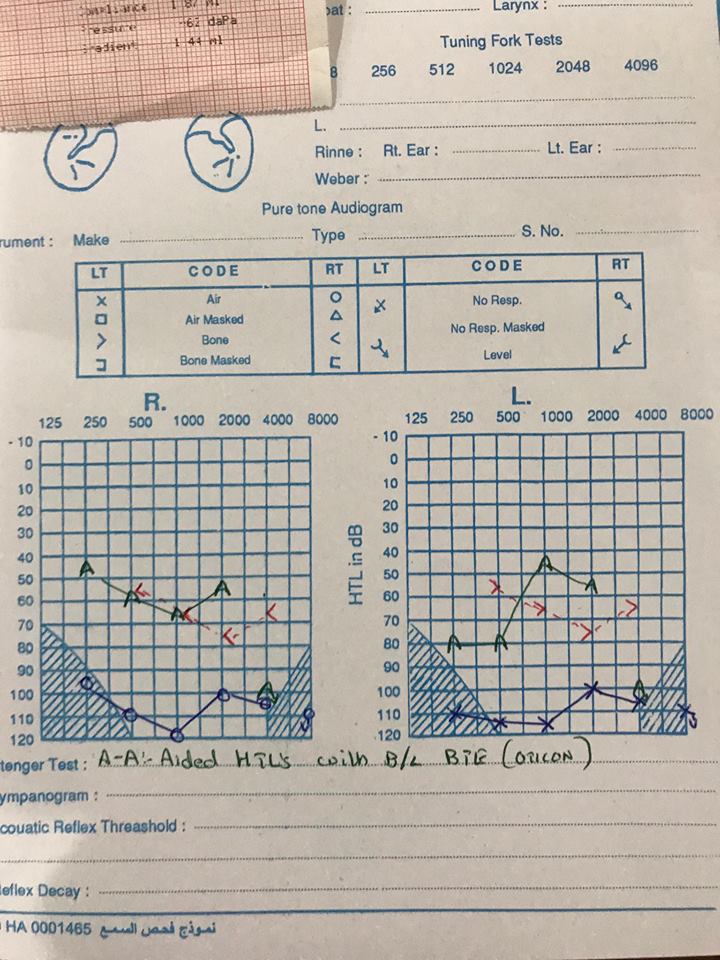 Compliance 1 87 ml
Pressure -62 daPa
Gradient 1 44 ml
Larynx :
Tuning Fork Tests
256 512 1024 2048 4096
L.
Rinne : Rt. Ear : Lt. Ear :
Weber :
Pure tone Audiogram
rument : Make Type S. No.
LT CODE RT LT CODE RT
Air No Resp.
Air Masked No Resp. Masked
Bone Level
Bone Masked
R. L.
125 250 500 1000 2000 4000 8000 125 250 500 1000 2000 4000 8000
- 10 - 10
0 0
10 10
20 20
30 30
40 40
50 50
60 60
70 70
80 80
90 90
100 100
110 110
120 120
HTL in dB
A A A A A A A A
tenger Test : A-A:- Aided HTLs with B/L BTE (OTICON)
ympanogram :
couatic Reflex Threashold :
eflex Decay :
HA 0001465 نموذج فحص السمع